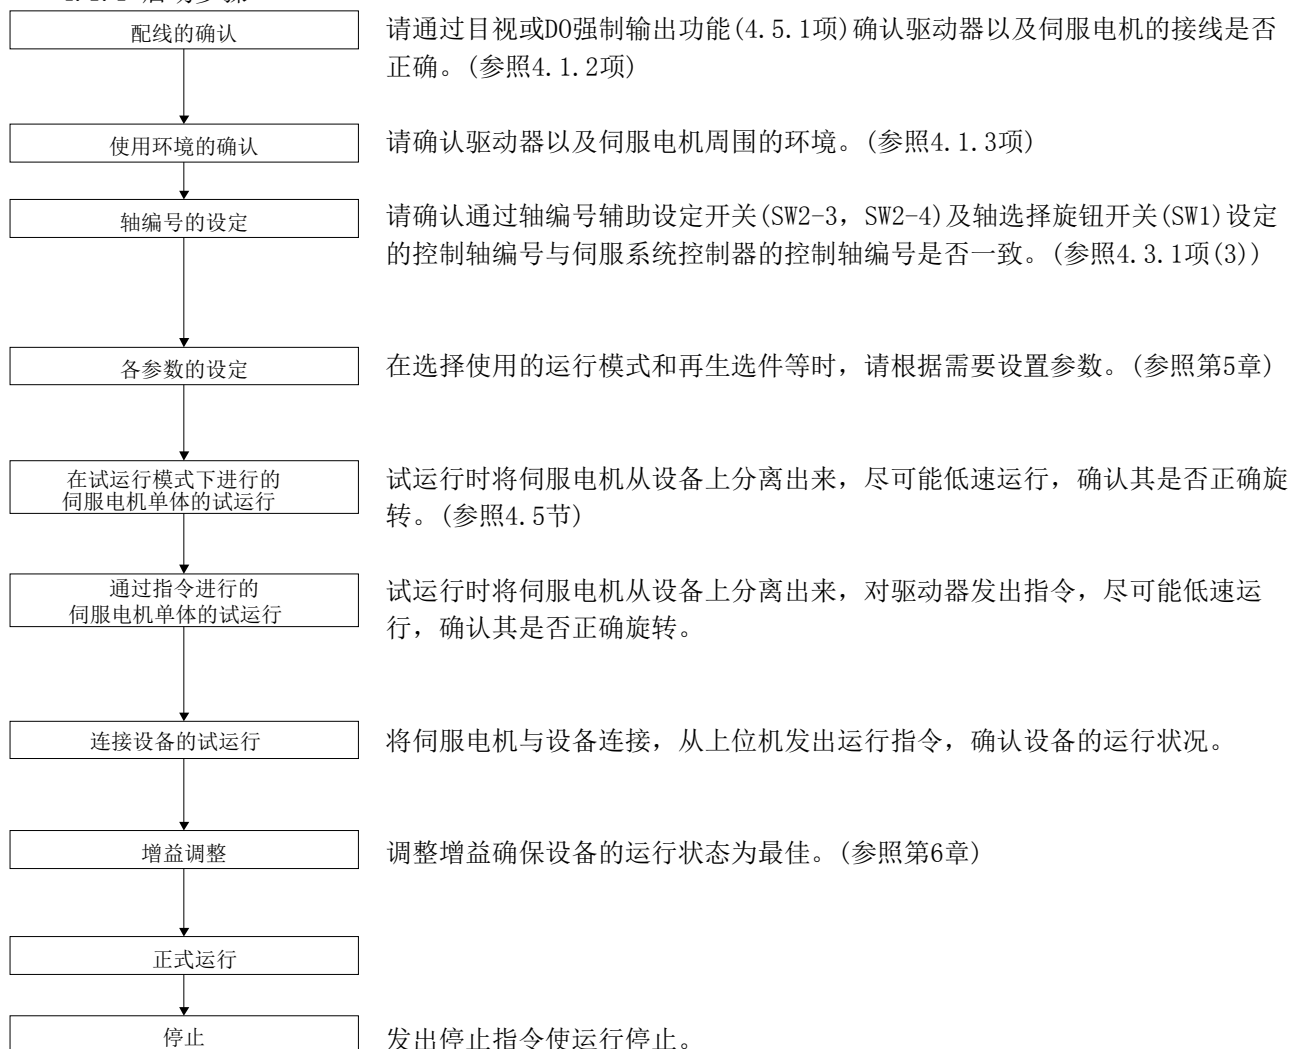 配线的确认
请通过目视或DO强制输出功能(4.5.1项)确认驱动器以及伺服电机的接线是否
正确。(参照4.1.2项)
使用环境的确认
请确认驱动器以及伺服电机周围的环境。(参照4.1.3项)
轴编号的设定
请确认通过轴编号辅助设定开关(SW2-3，SW2-4)及轴选择旋钮开关(SW1)设定
的控制轴编号与伺服系统控制器的控制轴编号是否一致。(参照4.3.1项(3))
各参数的设定
在选择使用的运行模式和再生选件等时，请根据需要设置参数。(参照第5章)
在试运行模式下进行的
伺服电机单体的试运行
试运行时将伺服电机从设备上分离出来，尽可能低速运行，确认其是否正确旋
转。(参照4.5节)
通过指令进行的
伺服电机单体的试运行
试运行时将伺服电机从设备上分离出来，对驱动器发出指令，尽可能低速运
行，确认其是否正确旋转。
连接设备的试运行
将伺服电机与设备连接，从上位机发出运行指令，确认设备的运行状况。
增益调整
调整增益确保设备的运行状态为最佳。(参照第6章)
正式运行
停止
发出停止指令使运行停止。